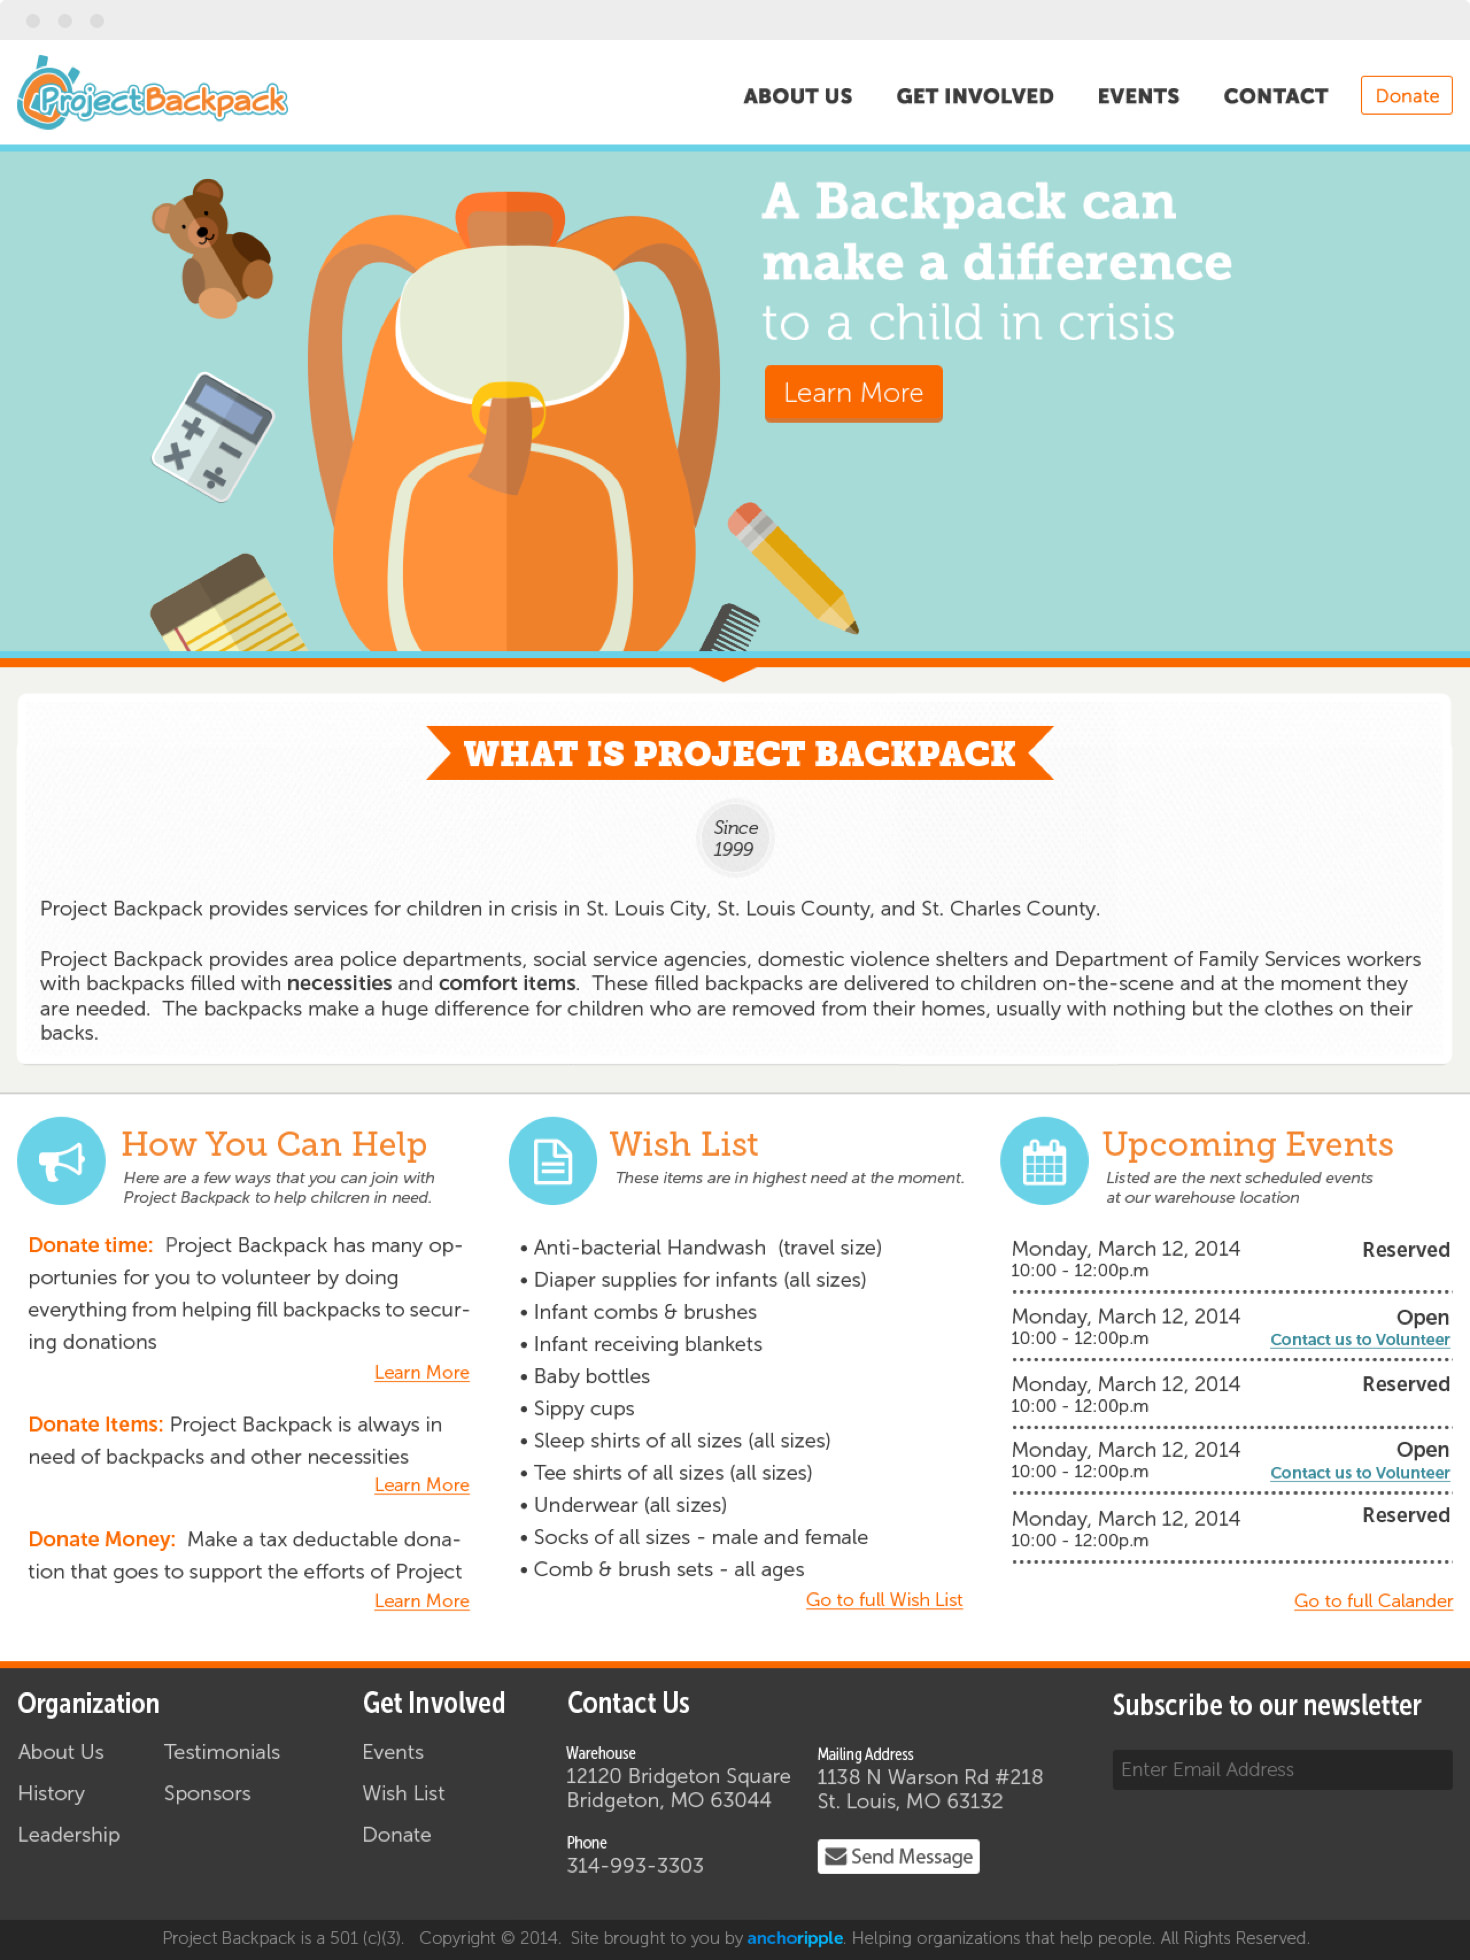 ProjectBackpack
ABOUT US
GET INVOLVED
EVENTS
CONTACT
Donate
A Backpack can
make a difference
to a child in crisis
Learn More
WHAT IS PROJECT BACKPACK
Since
1999
Project Backpack provides services for children in crisis in St. Louis City, St. Louis County, and St. Charles County.
Project Backpack provides area police departments, social service agencies, domestic violence shelters and Department of Family Services workers
with backpacks filled with necessities and comfort items.  These filled backpacks are delivered to children on-the-scene and at the moment they
are needed.  The backpacks make a huge difference for children who are removed from their homes, usually with nothing but the clothes on their
backs.
How You Can Help
Here are a few ways that you can join with
Project Backpack to help chilcren in need.
Donate time:  Project Backpack has many op-
portunies for you to volunteer by doing
everything from helping fill backpacks to secur-
ing donations
Learn More
Donate Items: Project Backpack is always in
need of backpacks and other necessities
Learn More
Donate Money:  Make a tax deductable dona-
tion that goes to support the efforts of Project
Learn More
Wish List
These items are in highest need at the moment.
• Anti-bacterial Handwash  (travel size)
• Diaper supplies for infants (all sizes)
• Infant combs & brushes
• Infant receiving blankets
• Baby bottles
• Sippy cups
• Sleep shirts of all sizes (all sizes)
• Tee shirts of all sizes (all sizes)
• Underwear (all sizes)
• Socks of all sizes - male and female
• Comb & brush sets - all ages
Go to full Wish List
Upcoming Events
Listed are the next scheduled events
at our warehouse location
Monday, March 12, 2014
10:00 - 12:00p.m
Reserved
Monday, March 12, 2014
10:00 - 12:00p.m
Open
Contact us to Volunteer
Monday, March 12, 2014
10:00 - 12:00p.m
Reserved
Monday, March 12, 2014
10:00 - 12:00p.m
Open
Contact us to Volunteer
Monday, March 12, 2014
10:00 - 12:00p.m
Reserved
Go to full Calander
Organization
About Us
History
Leadership
Testimonials
Sponsors
Get Involved
Events
Wish List
Donate
Contact Us
Warehouse
12120 Bridgeton Square
Bridgeton, MO 63044
Phone
314-993-3303
Mailing Address
1138 N Warson Rd #218
St. Louis, MO 63132
Send Message
Subscribe to our newsletter
Enter Email Address
Project Backpack is a 501 (c)(3).   Copyright © 2014.  Site brought to you by anchoripple. Helping organizations that help people. All Rights Reserved.